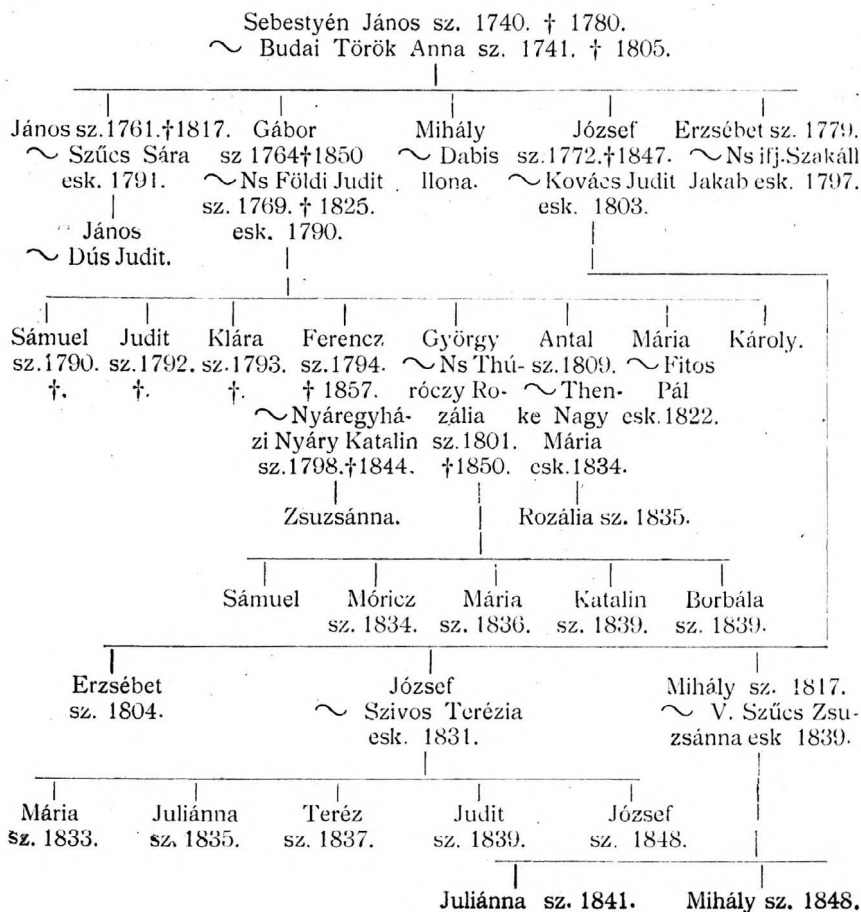 Sebestyén János sz. 1740. † 1780.
~ Budai Török Anna sz. 1741. † 1805.
János sz. 1761. † 1817. Gábor Mihály József Erzsébet sz. 1779.
~ Szűcs Sára sz 1764 † 1850 ~ Dabis sz. 1772. † 1847. ~ Ns ifj. Szakáll
esk. 1791. ~ Ns Földi Judit Ilona. ~ Kovács Judit Jakab esk. 1797.
sz. 1769. † 1825. esk. 1803.
János esk. 1790.
~ Dús Judit.
Sámuel Judit Klára Ferencz György Antal Mária Károly.
sz. 1790. sz. 1792. sz. 1793. sz. 1794. ~ Ns Thú- sz. 1809. ~ Fitos
†. †. †. † 1857. róczy Ro- ~ Then- Pál
~ Nyáregyhá- zália ke Nagy esk. 1822.
zi Nyáry Katalin sz. 1801. Mária
sz. 1798. † 1844. † 1850. esk. 1834.
Zsuzsánna. Rozália sz. 1835.
Sámuel Móricz Mária Katalin Borbála
sz. 1834. sz. 1836. sz. 1839. sz. 1839.
Erzsébet József Mihály sz. 1817.
sz. 1804. ~ Szivos Terézia ~ V. Szűcs Zsu-
esk. 1831. zsánna esk 1839.
Mária Juliánna Teréz Judit József
sz. 1833. sz. 1835. sz. 1837. sz. 1839. sz. 1848.
Juliánna sz. 1841. Mihály sz. 1848.